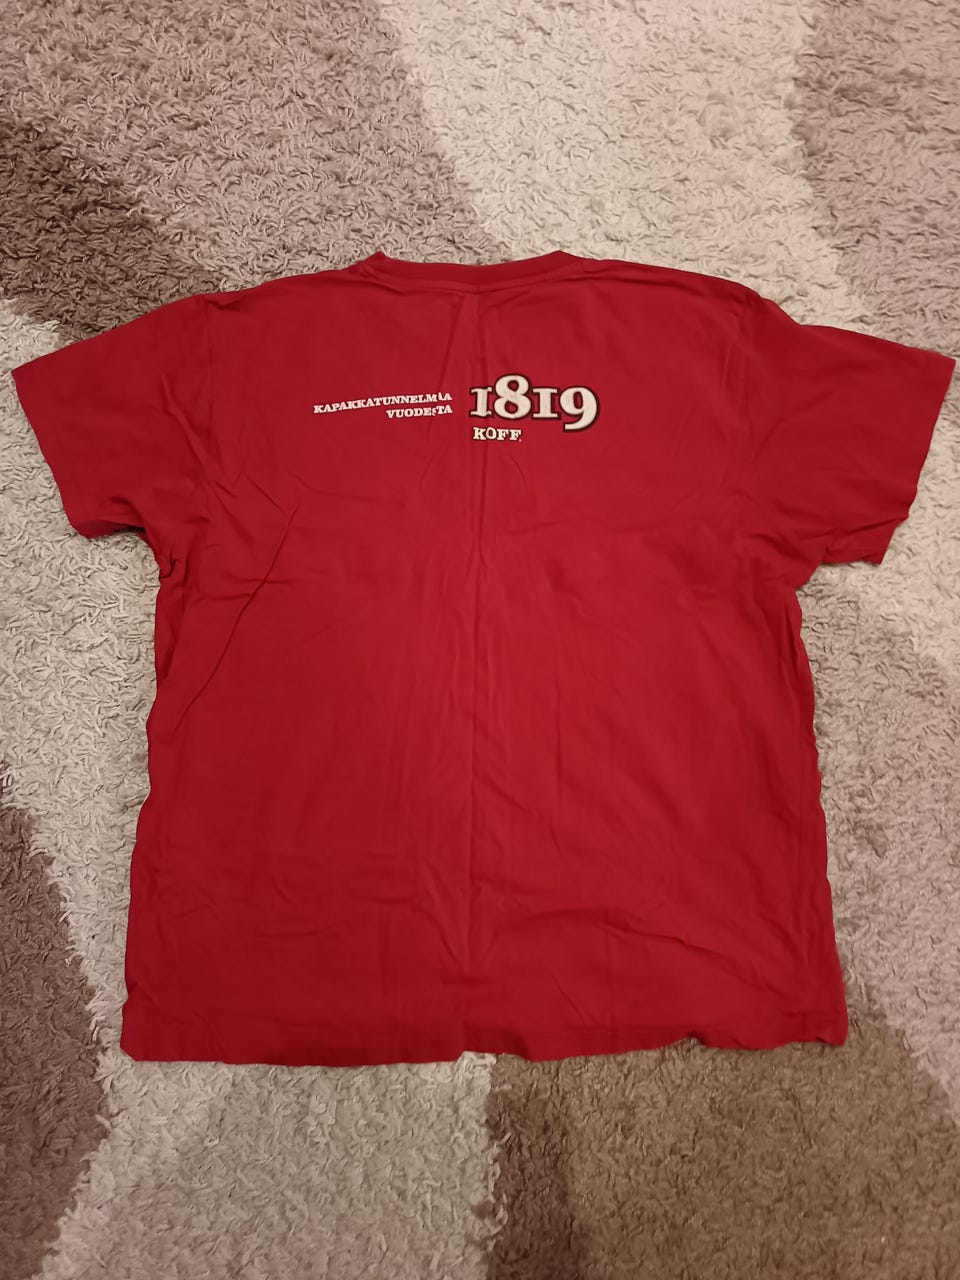 KAPAKKATUNNELMAA
VUODESTA
1819
KOFF.